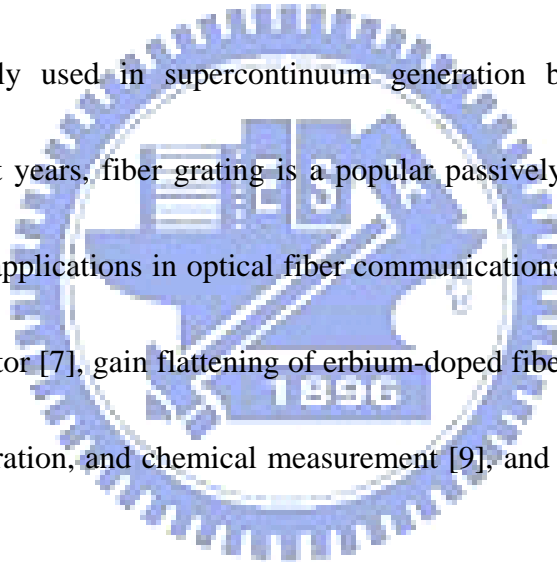 ly used in supercontinuum generation b
t years, fiber grating is a popular passively
applications in optical fiber communications
tor [7], gain flattening of erbium-doped fibe
1896
ration, and chemical measurement [9], and